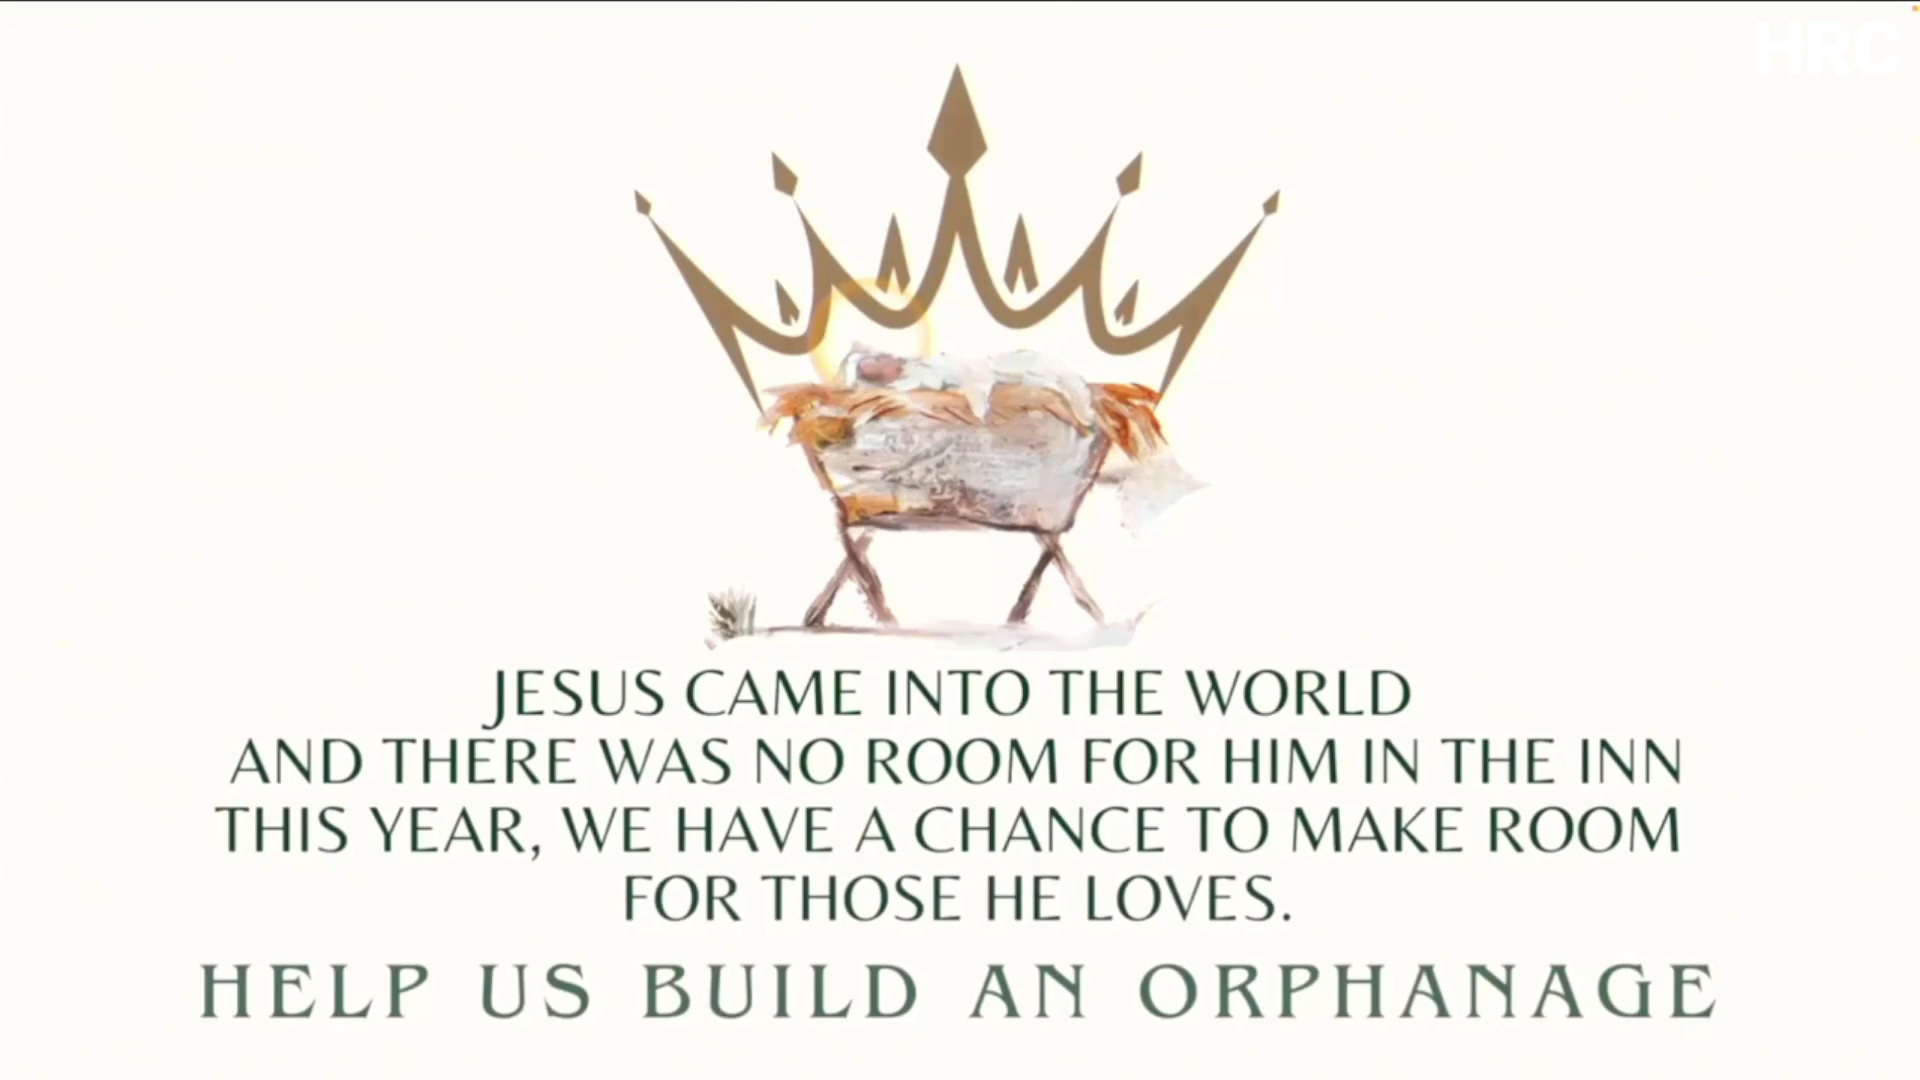 HRC
JESUS CAME INTO THE WORLD
AND THERE WAS NO ROOM FOR HIM IN THE INN
THIS YEAR, WE HAVE A CHANCE TO MAKE ROOM
FOR THOSE HE LOVES.
HELP US BUILD AN ORPHANAGE